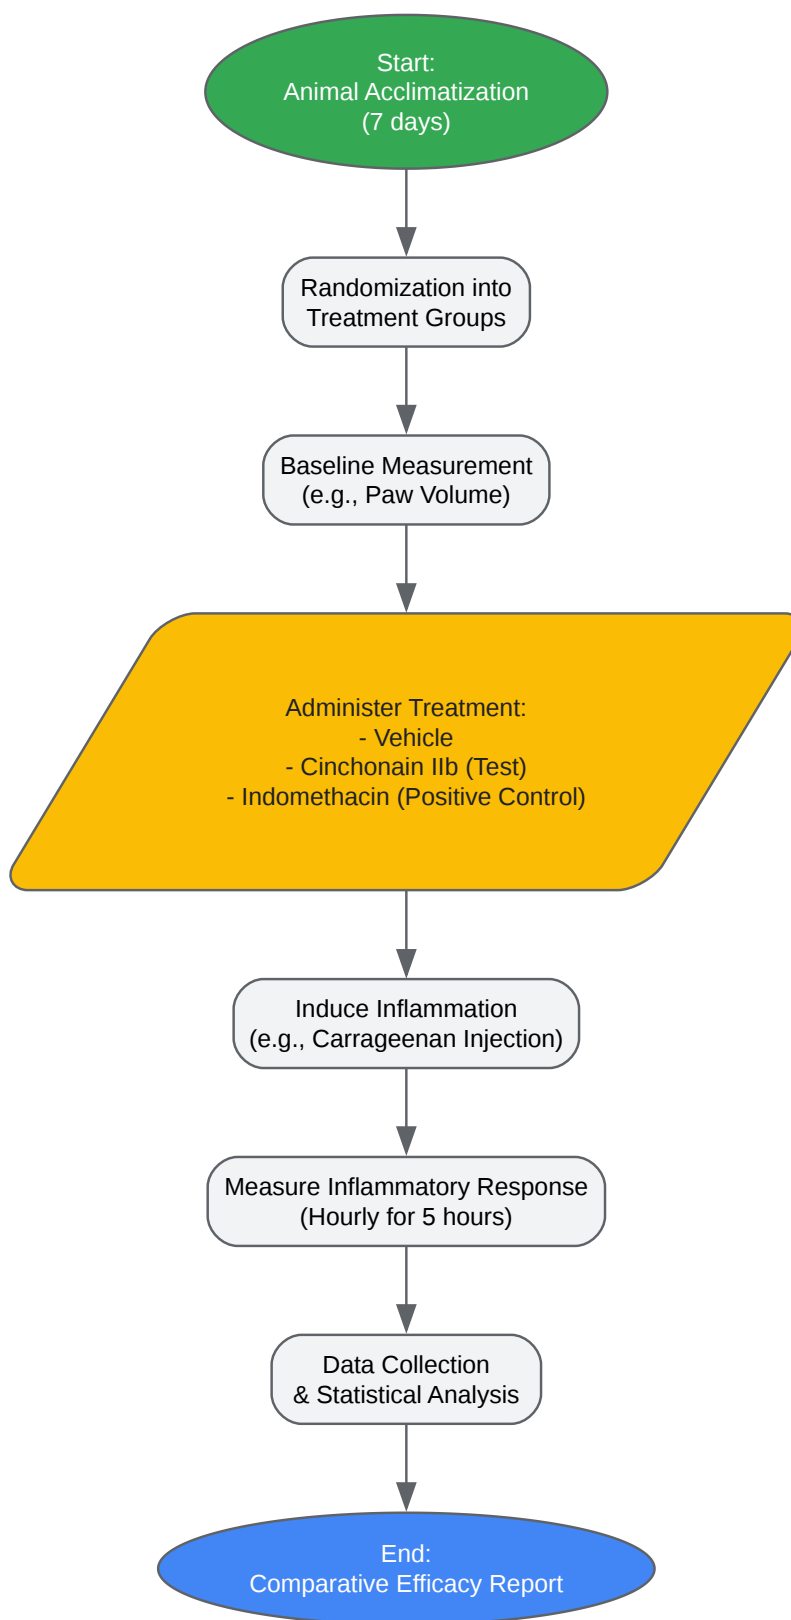 Start:
Animal Acclimatization
(7 days)
Randomization into
Treatment Groups
Baseline Measurement
(e.g., Paw Volume)
Administer Treatment:
- Vehicle
- Cinchonain IIb (Test)
- Indomethacin (Positive Control)
Induce Inflammation
(e.g., Carrageenan Injection)
Measure Inflammatory Response
(Hourly for 5 hours)
Data Collection
& Statistical Analysis
End:
Comparative Efficacy Report